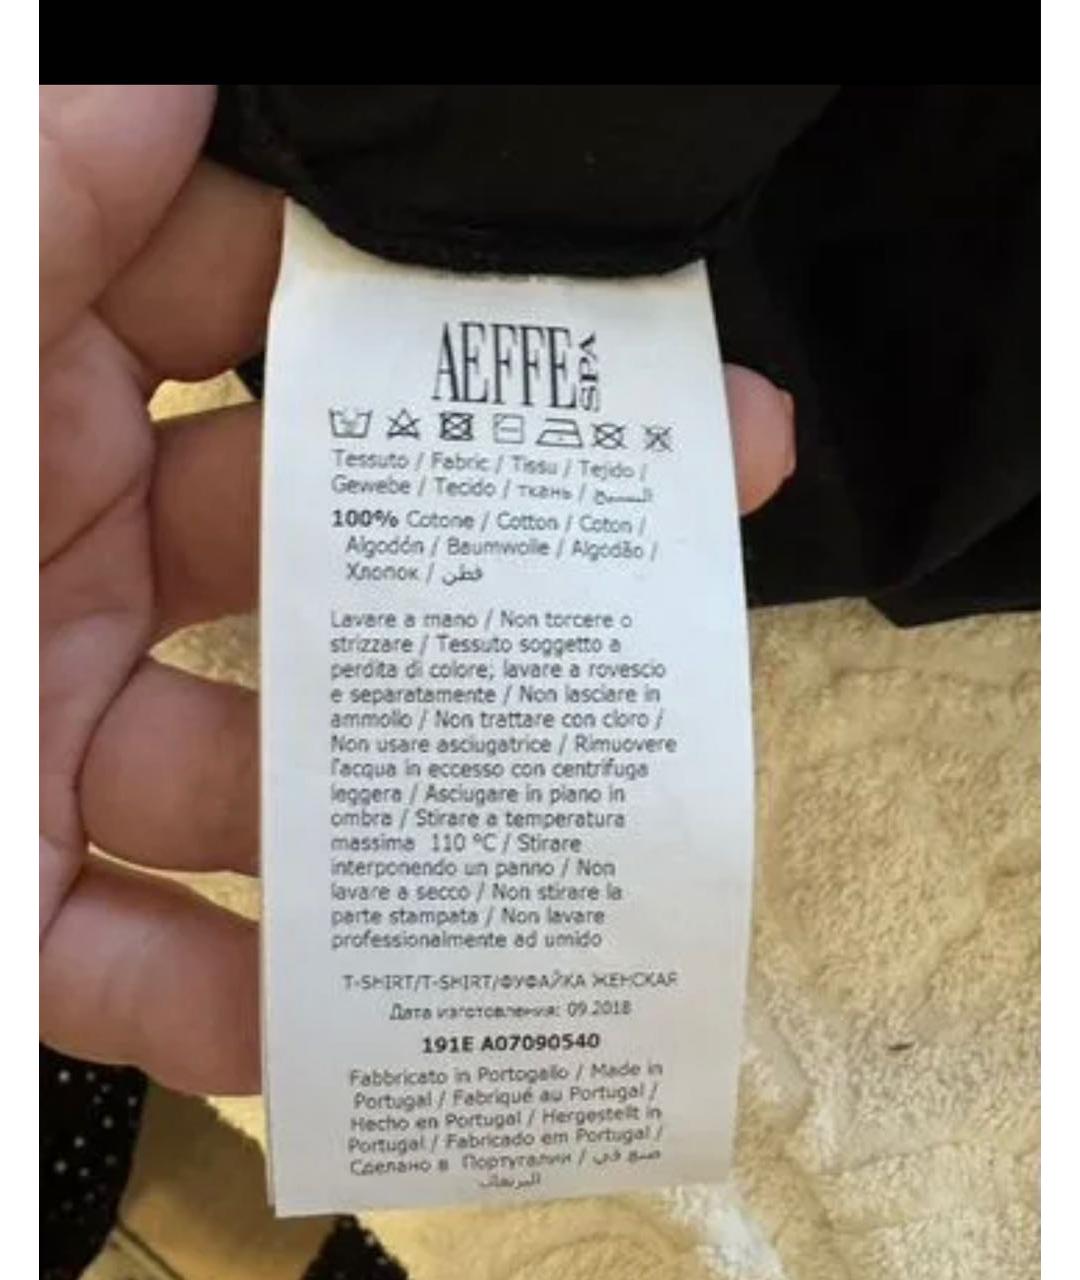 AEFFE SPA
Tessuto / Fabric / Tissu / Tejido /
Gewebe / Tecido / ткань / النسيج
100% Cotone / Cotton / Coton /
Algodón / Baumwolle / Algodão /
Хлопок / قطن
Lavare a mano / Non torcere o
strizzare / Tessuto soggetto a
perdita di colore; lavare a rovescio
e separatamente / Non lasciare in
ammollo / Non trattare con cloro /
Non usare asciugatrice / Rimuovere
l'acqua in eccesso con centrifuga
leggera / Asciugare in piano in
ombra / Stirare a temperatura
massima 110 °C / Stirare
interponendo un panno / Non
lavare a secco / Non stirare la
parte stampata / Non lavare
professionalmente ad umido
T-SHIRT/T-SHIRT/ФУФАЙКА ЖЕНСКАЯ
Дата изготовления: 09.2018
191E A07090540
Fabbricato in Portogallo / Made in
Portugal / Fabriqué au Portugal /
Hecho en Portugal / Hergestellt in
Portugal / Fabricado em Portugal /
Сделано в Португалии / صنع في
البرتغال